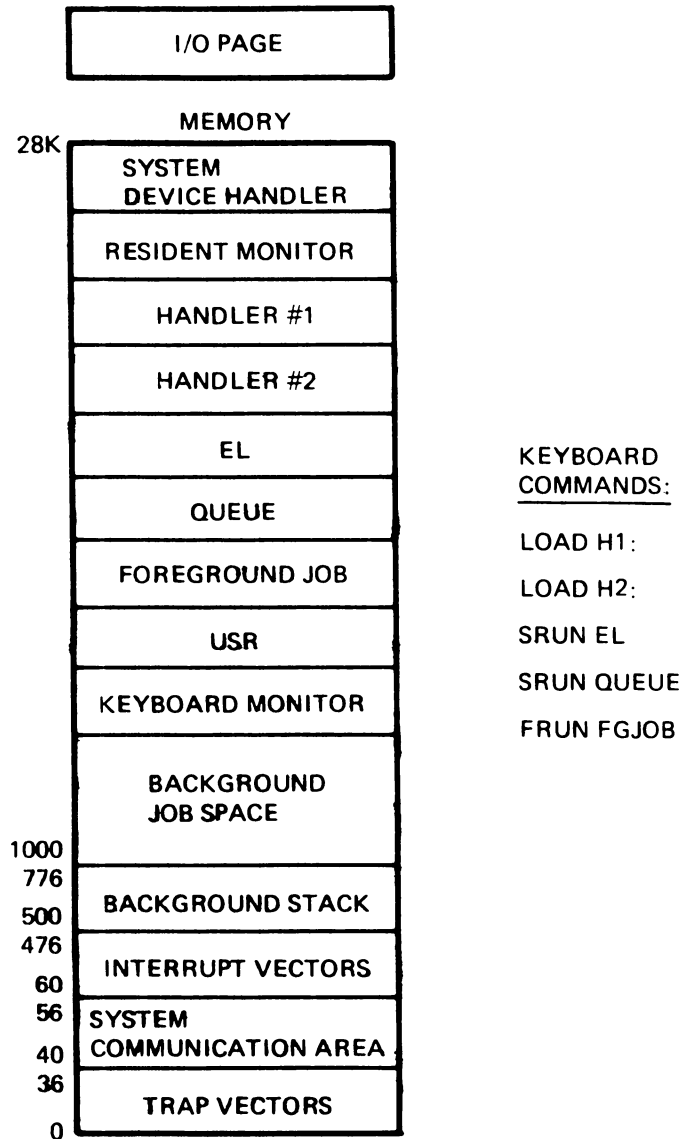 I/O PAGE
MEMORY
28K
SYSTEM
DEVICE HANDLER
RESIDENT MONITOR
HANDLER #1
HANDLER #2
EL
QUEUE
FOREGROUND JOB
USR
KEYBOARD MONITOR
BACKGROUND
JOB SPACE
1000
776
BACKGROUND STACK
500
476
INTERRUPT VECTORS
60
56
SYSTEM
COMMUNICATION AREA
40
36
TRAP VECTORS
0
KEYBOARD
COMMANDS:
LOAD H1:
LOAD H2:
SRUN EL
SRUN QUEUE
FRUN FGJOB